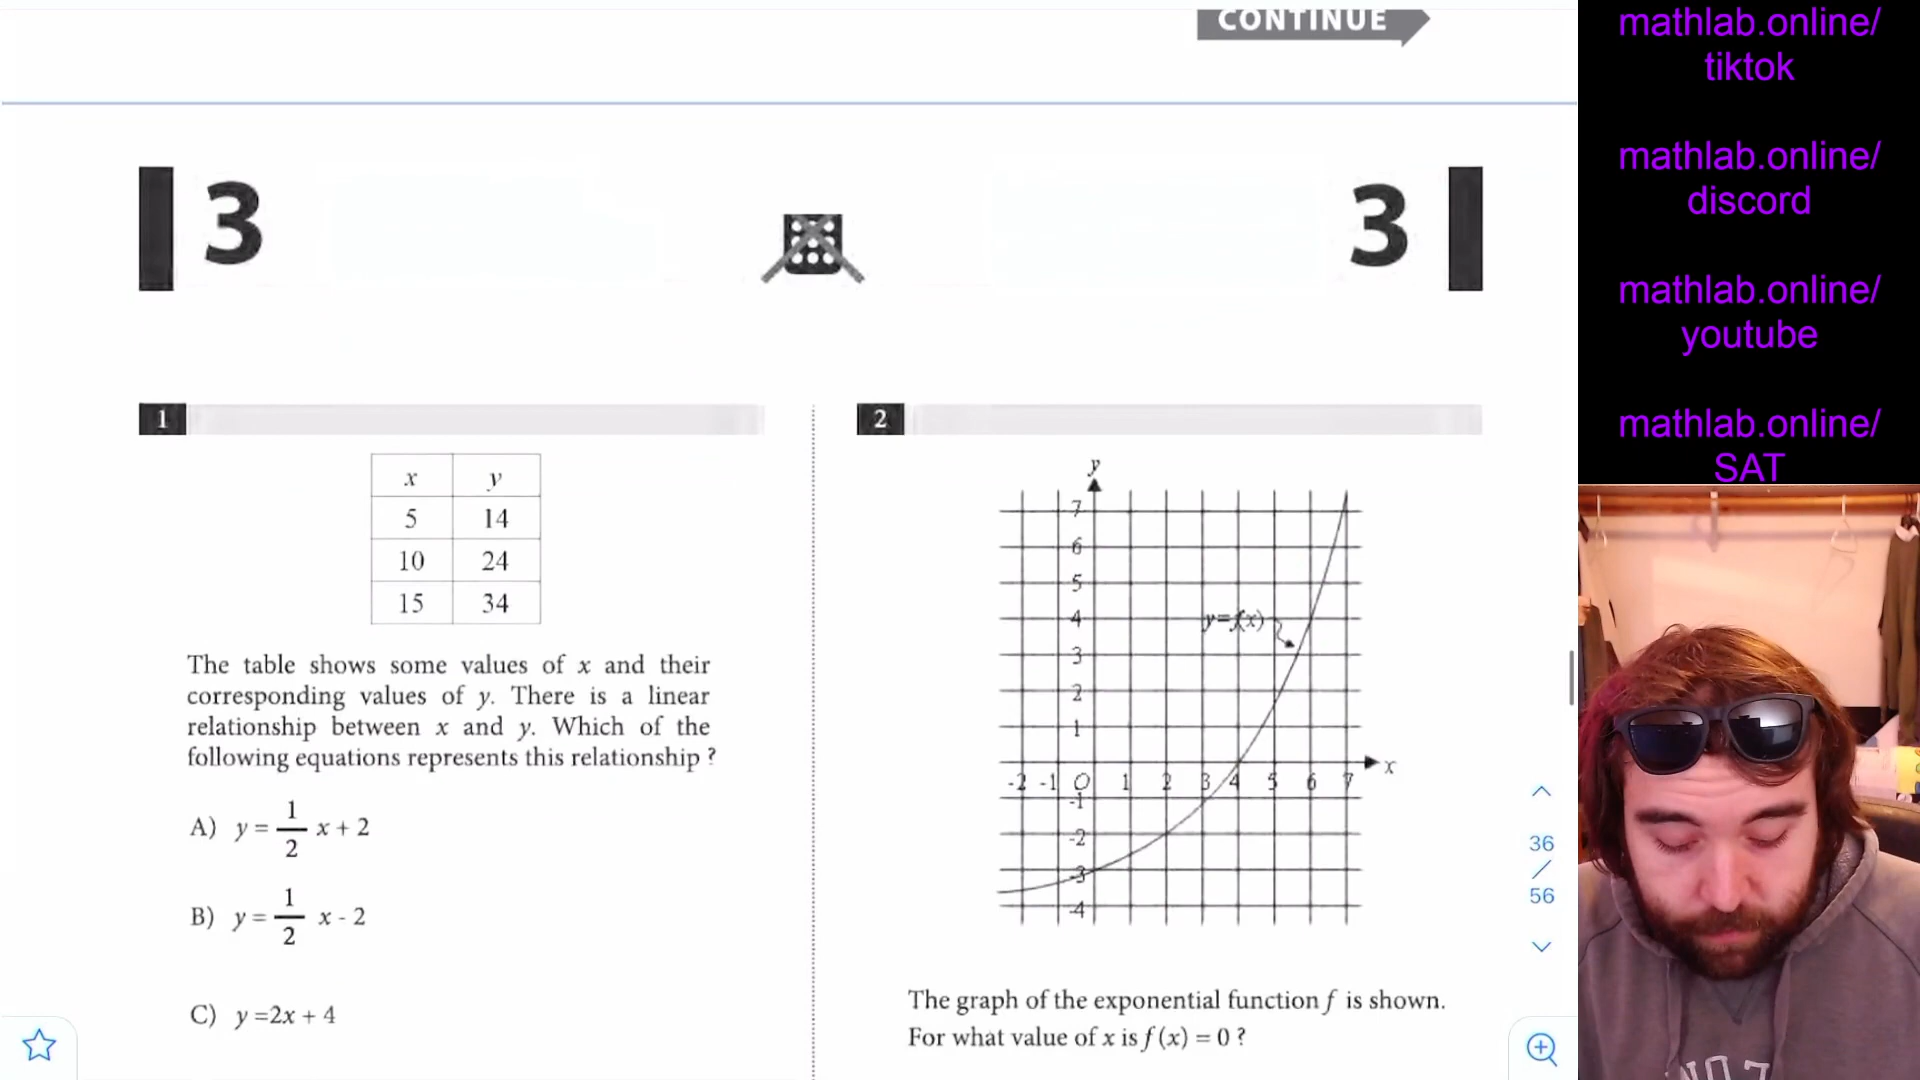 CONTINUE
3
3
1
x y
5 14
10 24
15 34
The table shows some values of x and their
corresponding values of y. There is a linear
relationship between x and y. Which of the
following equations represents this relationship ?
A) y = 1/2 x + 2
B) y = 1/2 x - 2
C) y =2x + 4
2
y
7
6
5
4
3
2
1
y=f(x)
-2 -1 O 1 2 3 4 5 6 7 x
-1
-2
-3
-4
The graph of the exponential function f is shown.
For what value of x is f (x) = 0 ?
36
/
56
mathlab.online/
tiktok
mathlab.online/
discord
mathlab.online/
youtube
mathlab.online/
SAT